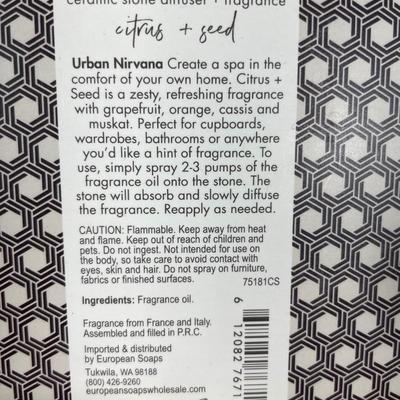 ceramic stone diffuser + fragrance
citrus + seed
Urban Nirvana Create a spa in the
comfort of your own home. Citrus +
Seed is a zesty, refreshing fragrance
with grapefruit, orange, cassis and
muskat. Perfect for cupboards,
wardrobes, bathrooms or anywhere
you'd like a hint of fragrance. To
use, simply spray 2-3 pumps of the
fragrance oil onto the stone. The
stone will absorb and slowly diffuse
the fragrance. Reapply as needed.
CAUTION: Flammable. Keep away from heat
and flame. Keep out of reach of children and
pets. Do not ingest. Not intended for use on
the body, so take care to avoid contact with
eyes, skin and hair. Do not spray on furniture,
fabrics or finished surfaces.
75181CS
Ingredients: Fragrance oil.
Fragrance from France and Italy.
Assembled and filled in P.R.C.
Imported & distributed
by European Soaps
Tukwila, WA 98188
(800) 426-9260
europeansoapswholesale.com
6 12082 7671